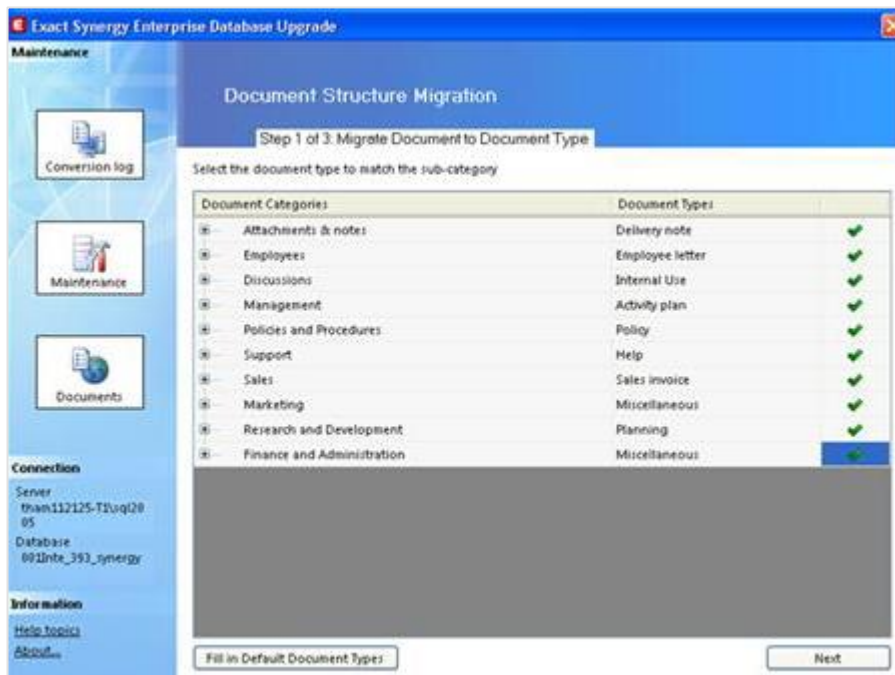 Exact Synergy Enterprise Database Upgrade
Maintenance
Conversion log
Maintenance
Documents
Connection
Server
tham112125-T1\sql20
05
Database
001Inte_393_synergy
Information
Help topics
About...
Document Structure Migration
Step 1 of 3: Migrate Document to Document Type
Select the document type to match the sub-category
Document Categories Document Types
Attachments & notes Delivery note
Employees Employee letter
Discussions Internal Use
Management Activity plan
Policies and Procedures Policy
Support Help
Sales Sales invoice
Marketing Miscellaneous
Research and Development Planning
Finance and Administration Miscellaneous
Fill in Default Document Types
Next